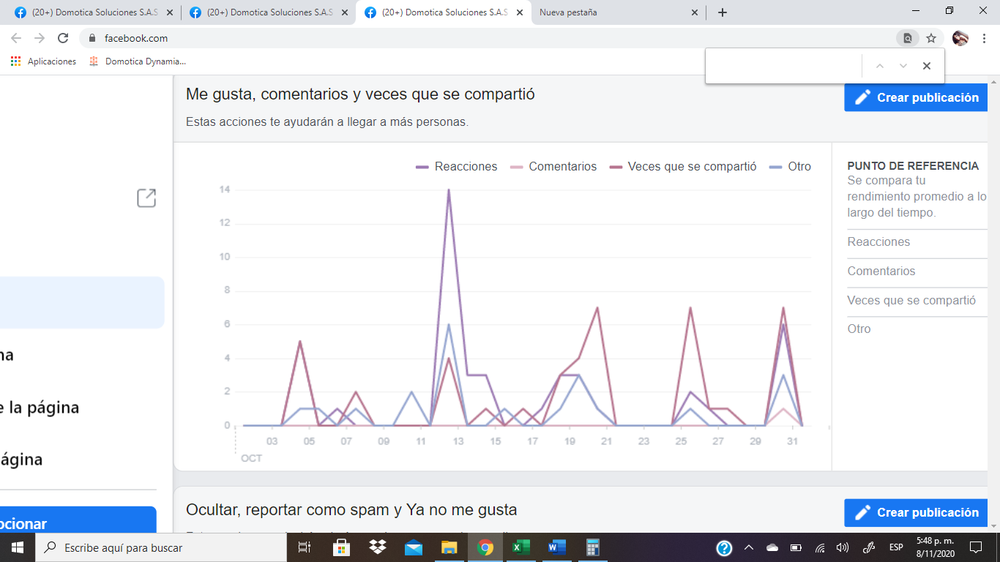 (20+) Domotica Soluciones S.A.S
(20+) Domotica Soluciones S.A.S
(20+) Domotica Soluciones S.A.S
Nueva pestaña
facebook.com
Aplicaciones
Domotica Dynamia...
Me gusta, comentarios y veces que se compartió
Estas acciones te ayudarán a llegar a más personas.
Crear publicación
Reacciones
Comentarios
Veces que se compartió
Otro
14
12
10
8
6
4
2
0
03 05 07 09 11 13 15 17 19 21 23 25 27 29 31
OCT
PUNTO DE REFERENCIA
Se compara tu
rendimiento promedio a lo
largo del tiempo.
Reacciones
Comentarios
Veces que se compartió
Otro
na
e la página
ágina
pcionar
Ocultar, reportar como spam y Ya no me gusta
Crear publicación
Escribe aquí para buscar
ESP
5:48 p. m.
8/11/2020